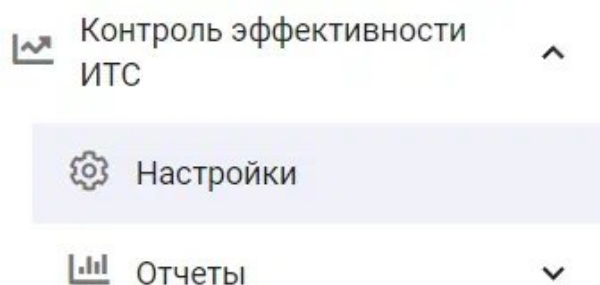 Контроль эффективности
ИТС
Настройки
Отчеты